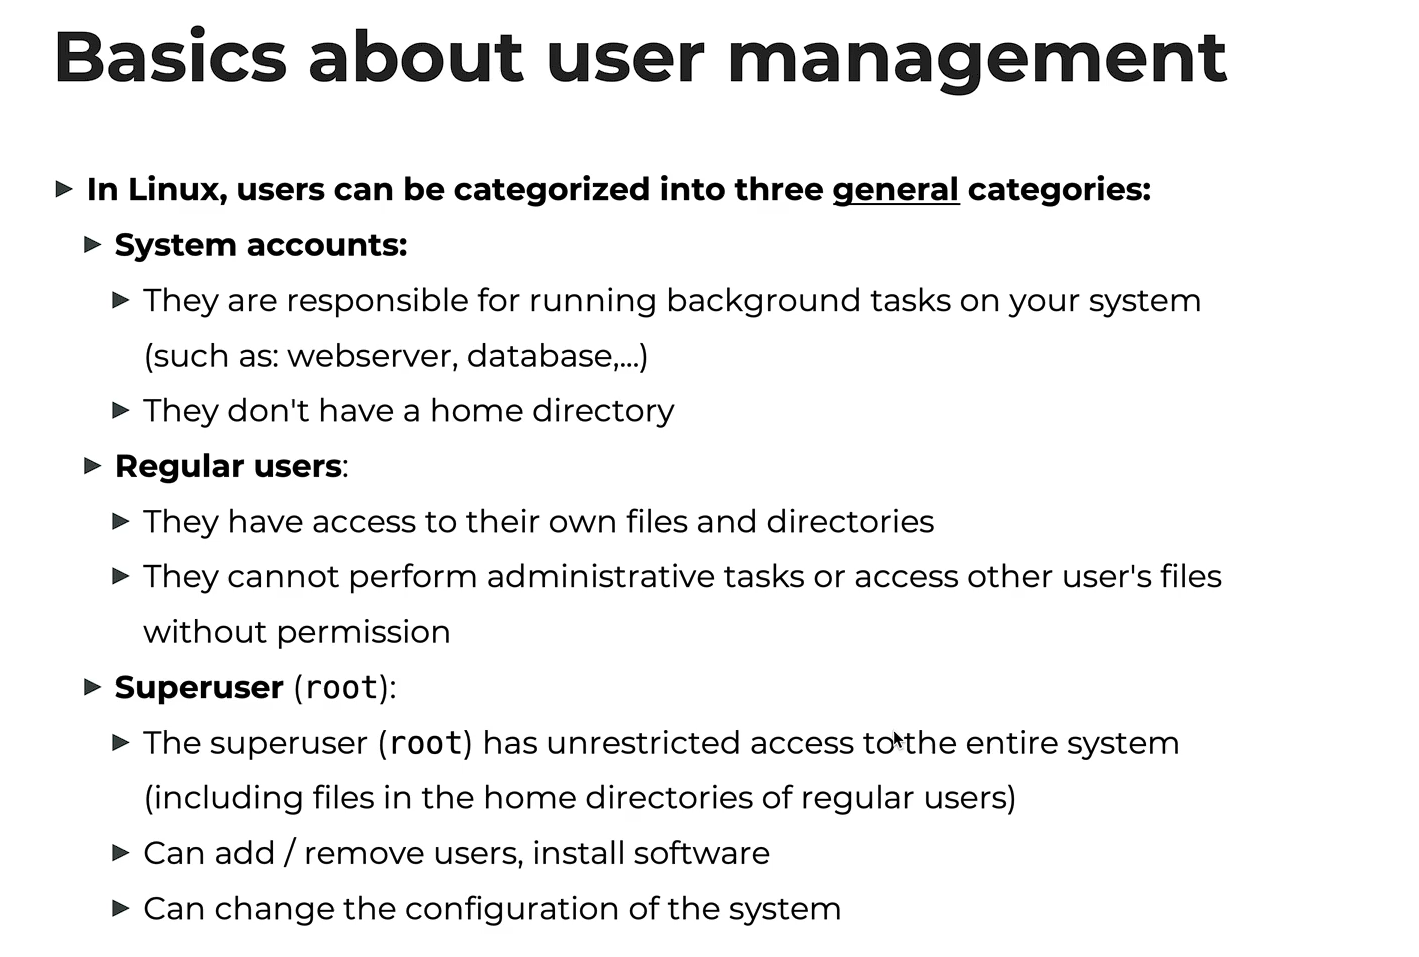 Basics about user management
In Linux, users can be categorized into three general categories:
System accounts:
They are responsible for running background tasks on your system
(such as: webserver, database,...)
They don't have a home directory
Regular users:
They have access to their own files and directories
They cannot perform administrative tasks or access other user's files
without permission
Superuser (root):
The superuser (root) has unrestricted access to the entire system
(including files in the home directories of regular users)
Can add / remove users, install software
Can change the configuration of the system